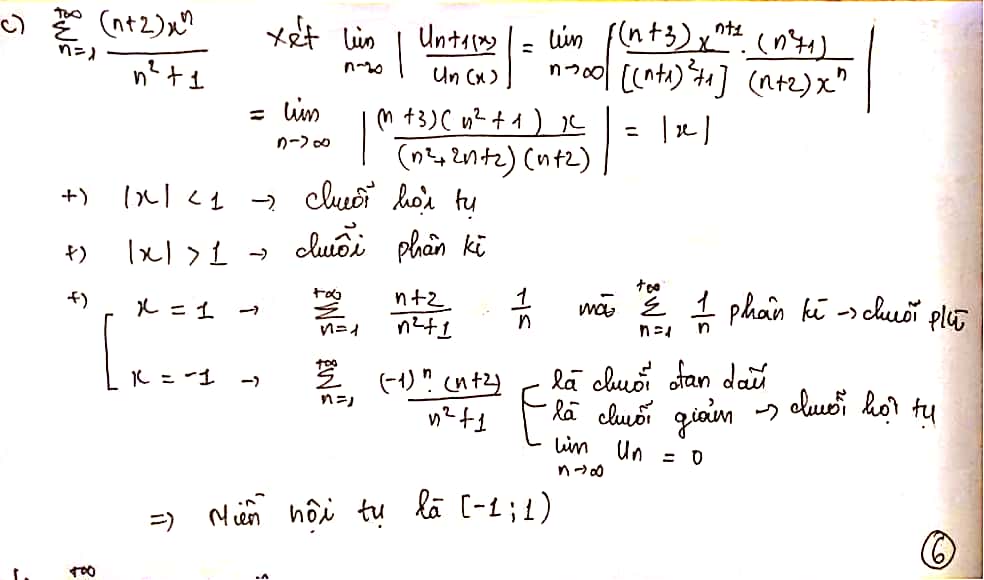 c) $\sum_{n=1}^{+\infty} \frac{(n+2)x^n}{n^2+1}$ xét $\lim_{n\to\infty} \left| \frac{U_{n+1}(x)}{U_n(x)} \right| = \lim_{n\to\infty} \left| \frac{(n+3)x^{n+1}}{[(n+1)^2+1]} \cdot \frac{(n^2+1)}{(n+2)x^n} \right|$
$= \lim_{n\to\infty} \left| \frac{(n+3)(n^2+1)x}{(n^2+2n+2)(n+2)} \right| = |x|$
+) |x| < 1 → chuỗi hội tụ
+) |x| > 1 → chuỗi phân kì
+) x = 1 → $\sum_{n=1}^{+\infty} \frac{n+2}{n^2+1}$ $\frac{1}{n}$ mà $\sum_{n=1}^{+\infty} \frac{1}{n}$ phân kì → chuỗi pkì
x = -1 → $\sum_{n=1}^{+\infty} \frac{(-1)^n (n+2)}{n^2+1}$ là chuỗi đan dấu
là chuỗi giảm → chuỗi hội tụ
$\lim_{n\to\infty} U_n = 0$
=> Miền hội tụ là [-1;1)
6
+∞